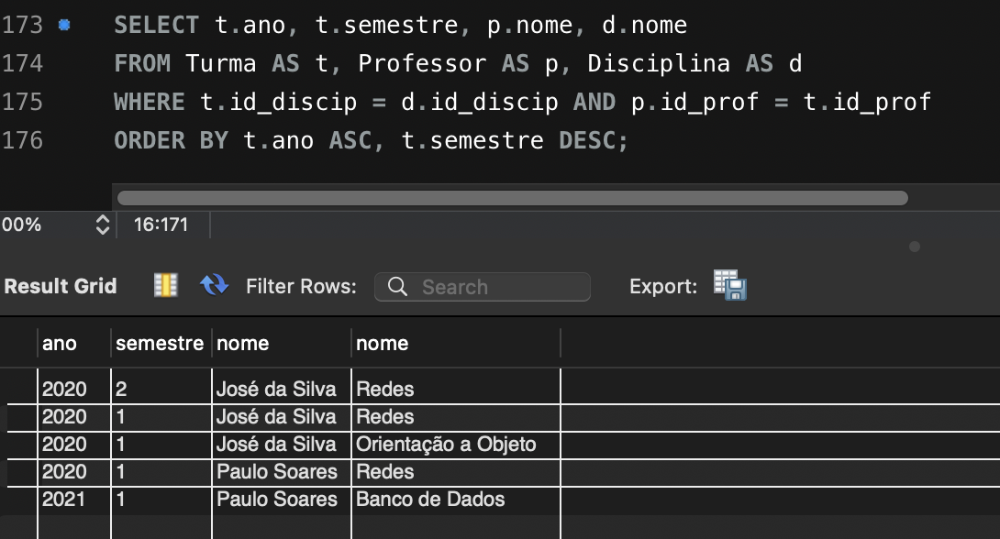 173 SELECT t.ano, t.semestre, p.nome, d.nome
174 FROM Turma AS t, Professor AS p, Disciplina AS d
175 WHERE t.id_discip = d.id_discip AND p.id_prof = t.id_prof
176 ORDER BY t.ano ASC, t.semestre DESC;
00% 16:171
Result Grid Filter Rows: Search Export:
ano semestre nome nome
2020 2 José da Silva Redes
2020 1 José da Silva Redes
2020 1 José da Silva Orientação a Objeto
2020 1 Paulo Soares Redes
2021 1 Paulo Soares Banco de Dados